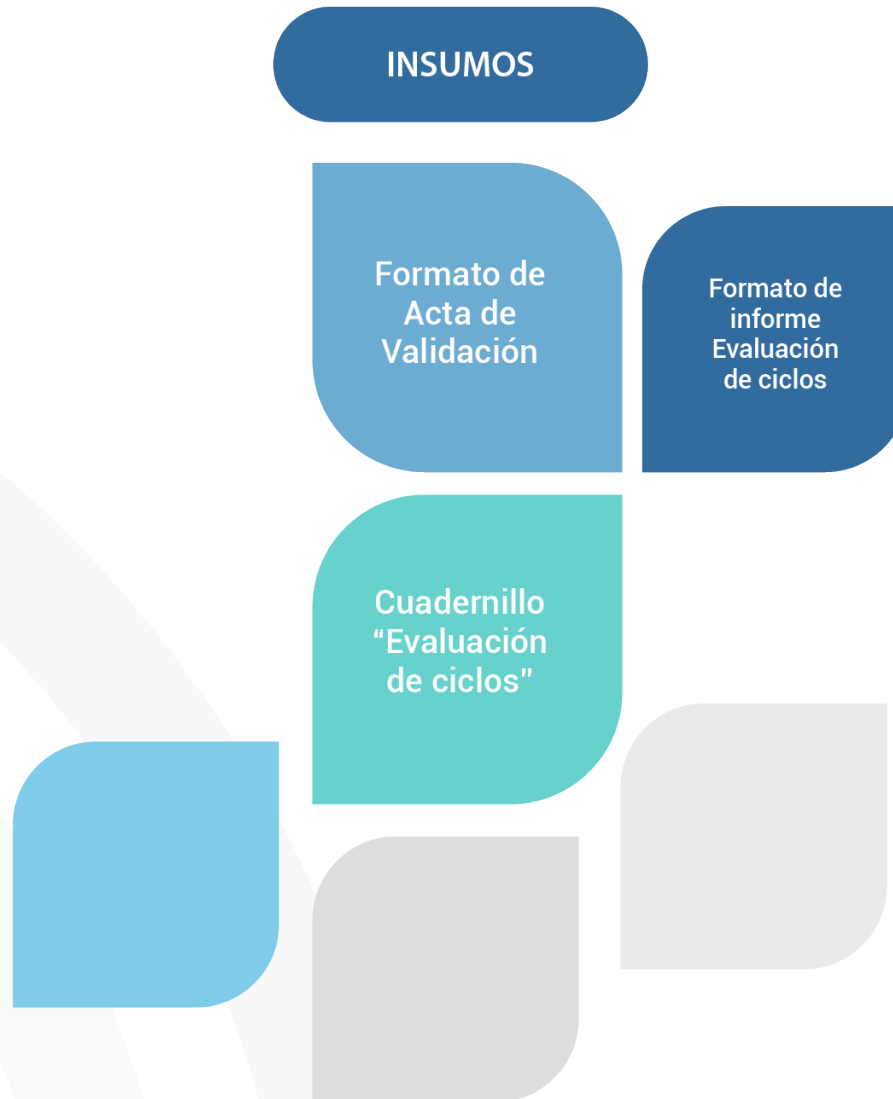 INSUMOS
Formato de
Acta de
Validación
Formato de
informe
Evaluación
de ciclos
Cuadernillo
“Evaluación
de ciclos”